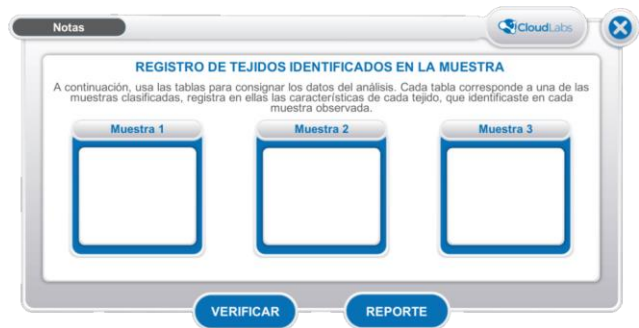 Notas
CloudLabs
REGISTRO DE TEJIDOS IDENTIFICADOS EN LA MUESTRA
A continuación, usa las tablas para consignar los datos del análisis. Cada tabla corresponde a una de las
muestras clasificadas, registra en ellas las características de cada tejido, que identificaste en cada
muestra observada.
Muestra 1
Muestra 2
Muestra 3
VERIFICAR
REPORTE